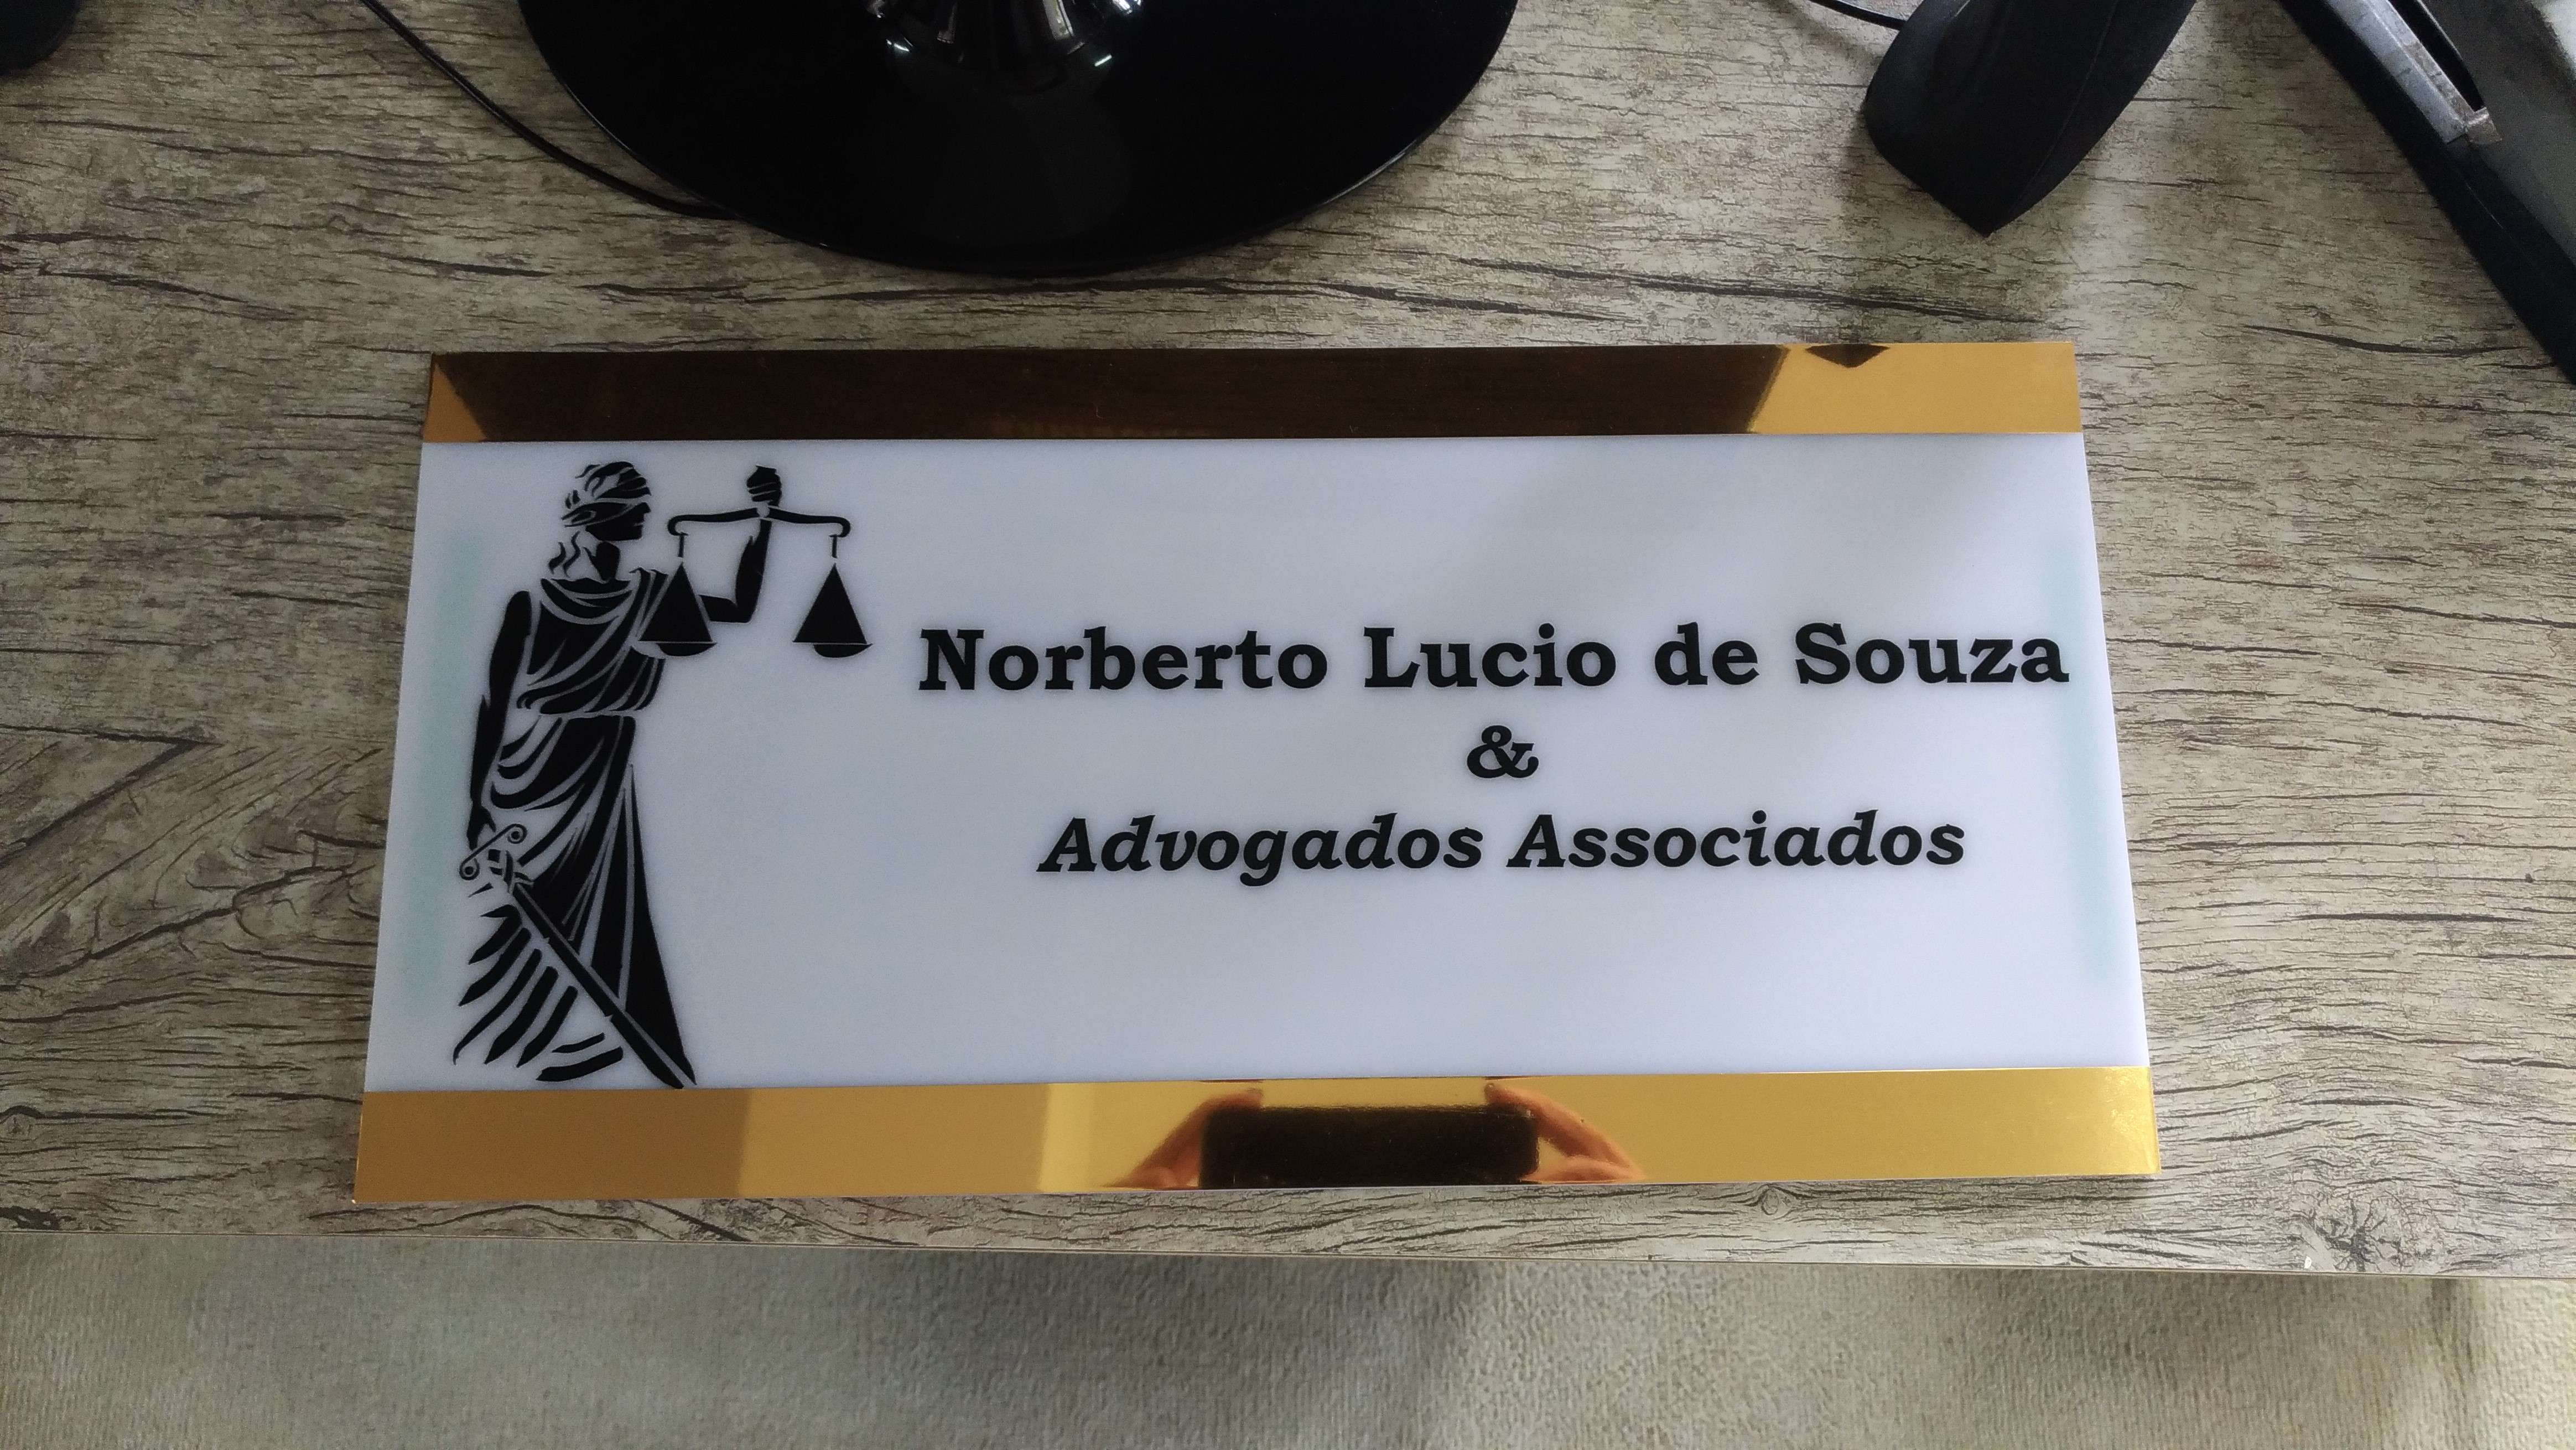 Norberto Lucio de Souza
&
Advogados Associados